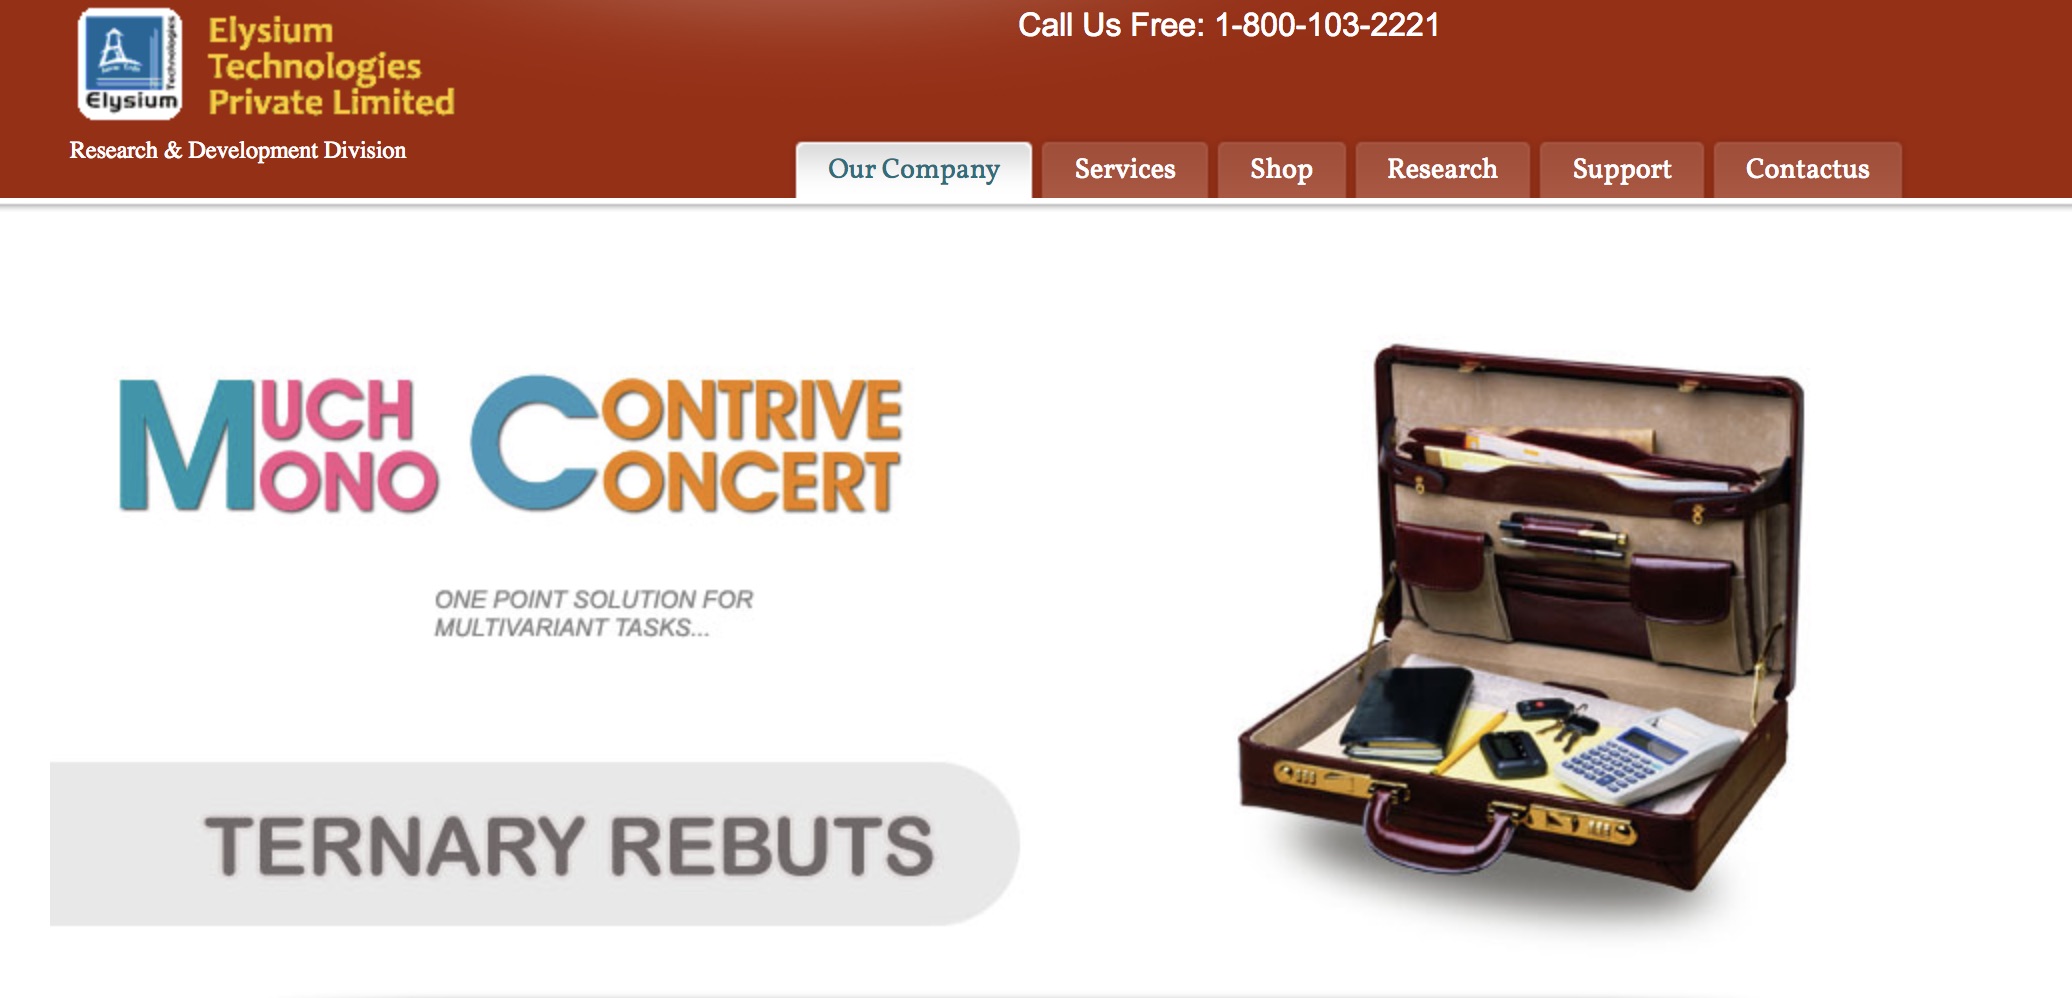 Elysium
Technologies
Elysium
Technologies
Private Limited
Research & Development Division
Call Us Free: 1-800-103-2221
Our Company
Services
Shop
Research
Support
Contactus
MUCH CONTRIVE
MONO CONCERT
ONE POINT SOLUTION FOR
MULTIVARIANT TASKS...
TERNARY REBUTS